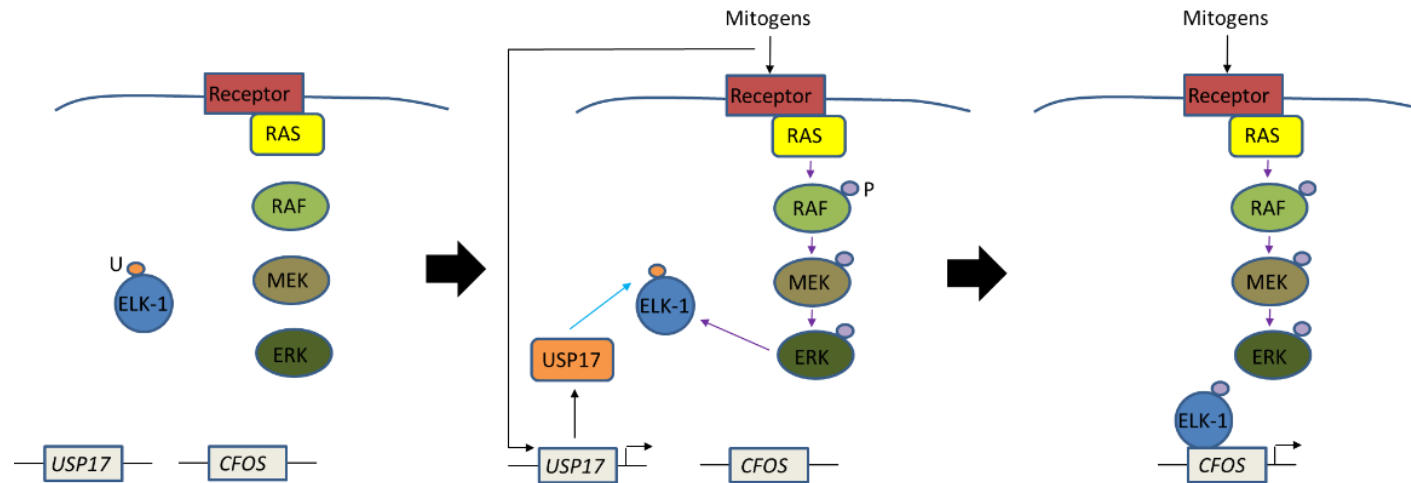 Receptor
RAS
RAF
U
MEK
ELK-1
ERK
USP17
CFOS
Mitogens
Receptor
RAS
RAF
P
MEK
ELK-1
USP17
ERK
USP17
CFOS
Mitogens
Receptor
RAS
RAF
MEK
ERK
ELK-1
CFOS